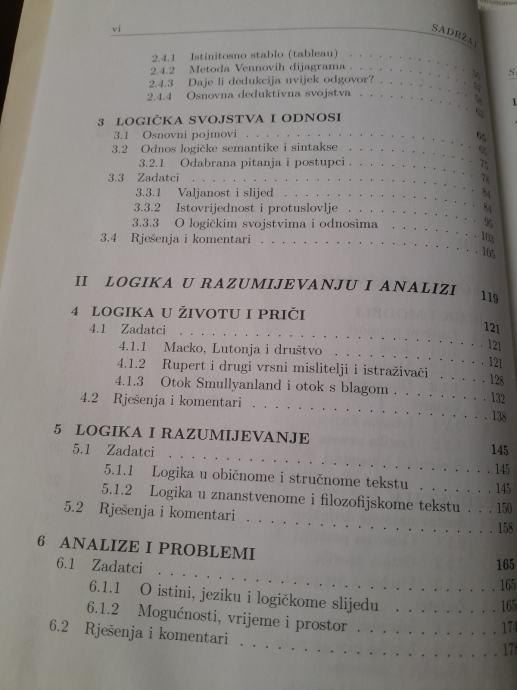 vi SADRŽAJ
2.4.1 Istinitosno stablo (tableau)
2.4.2 Metoda Vennovih dijagrama
2.4.3 Daje li dedukcija uvijek odgovor?
2.4.4 Osnovna deduktivna svojstva
3 LOGIČKA SVOJSTVA I ODNOSI
3.1 Osnovni pojmovi
3.2 Odnos logičke semantike i sintakse
3.2.1 Odabrana pitanja i postupci
3.3 Zadatci
3.3.1 Valjanost i slijed
3.3.2 Istovrijednost i protuslovlje
3.3.3 O logičkim svojstvima i odnosima
3.4 Rješenja i komentari 105
II LOGIKA U RAZUMIJEVANJU I ANALIZI 119
4 LOGIKA U ŽIVOTU I PRIČI 121
4.1 Zadatci 121
4.1.1 Macko, Lutonja i društvo 121
4.1.2 Rupert i drugi vrsni mislitelji i istraživači 128
4.1.3 Otok Smullyanland i otok s blagom 132
4.2 Rješenja i komentari 138
5 LOGIKA I RAZUMIJEVANJE 145
5.1 Zadatci 145
5.1.1 Logika u običnome i stručnome tekstu 145
5.1.2 Logika u znanstvenome i filozofijskome tekstu 150
5.2 Rješenja i komentari 158
6 ANALIZE I PROBLEMI 165
6.1 Zadatci 165
6.1.1 O istini, jeziku i logičkome slijedu 165
6.1.2 Mogućnosti, vrijeme i prostor 174
6.2 Rješenja i komentari